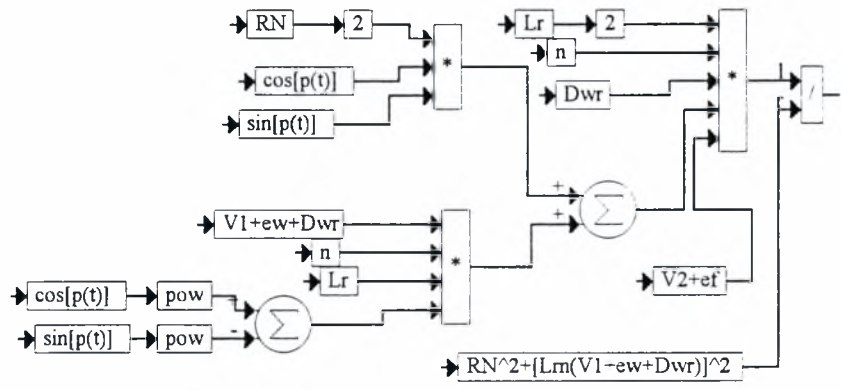 RN 2 Lr 2
n
cos[p(t)] * Dwr * /
sin[p(t)]
+
V1+ew+Dwr + Σ
n
Lr * V2+ef
cos[p(t)] pow + Σ
sin[p(t)] pow -
RN^2+[Lrn(V1+ew+Dwr)]^2